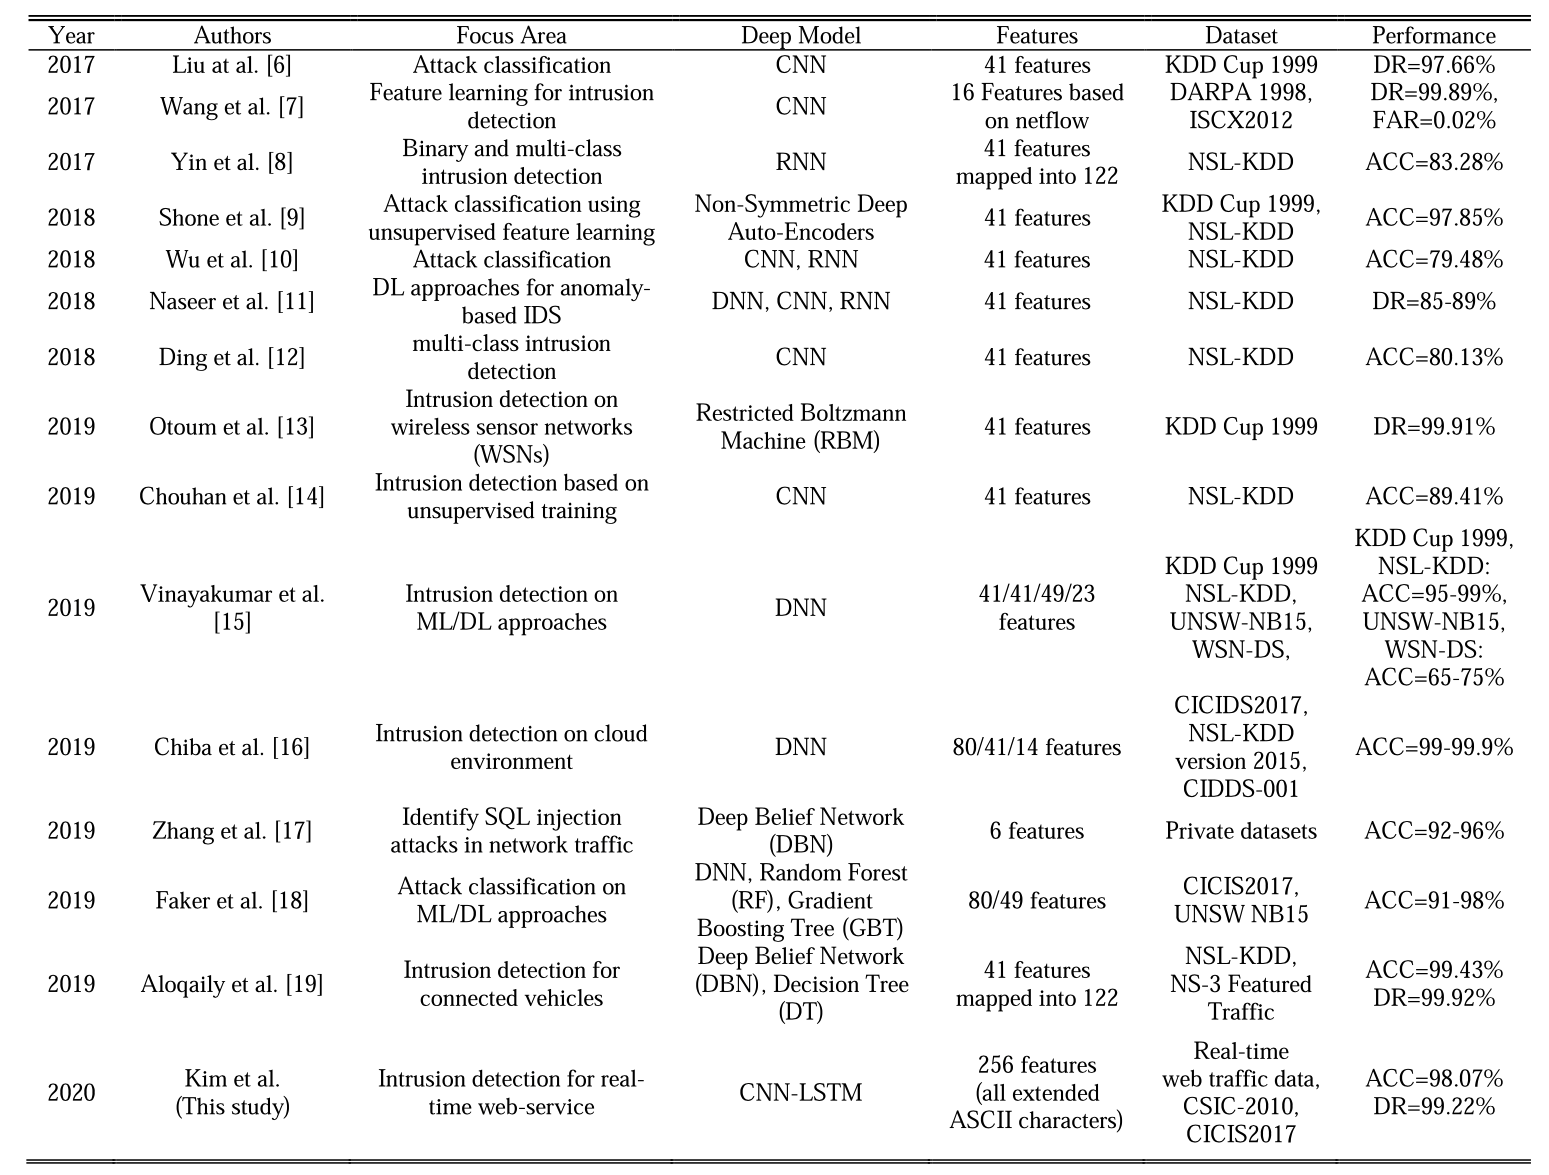 Year Authors Focus Area Deep Model Features Dataset Performance
2017 Liu at al. [6] Attack classification CNN 41 features KDD Cup 1999 DR=97.66%
2017 Wang et al. [7] Feature learning for intrusion detection CNN 16 Features based on netflow DARPA 1998, ISCX2012 DR=99.89%, FAR=0.02%
2017 Yin et al. [8] Binary and multi-class intrusion detection RNN 41 features mapped into 122 NSL-KDD ACC=83.28%
2018 Shone et al. [9] Attack classification using unsupervised feature learning Non-Symmetric Deep Auto-Encoders 41 features KDD Cup 1999, NSL-KDD ACC=97.85%
2018 Wu et al. [10] Attack classification CNN, RNN 41 features NSL-KDD ACC=79.48%
2018 Naseer et al. [11] DL approaches for anomaly-based IDS DNN, CNN, RNN 41 features NSL-KDD DR=85-89%
2018 Ding et al. [12] multi-class intrusion detection CNN 41 features NSL-KDD ACC=80.13%
2019 Otoum et al. [13] Intrusion detection on wireless sensor networks (WSNs) Restricted Boltzmann Machine (RBM) 41 features KDD Cup 1999 DR=99.91%
2019 Chouhan et al. [14] Intrusion detection based on unsupervised training CNN 41 features NSL-KDD ACC=89.41%
2019 Vinayakumar et al. [15] Intrusion detection on ML/DL approaches DNN 41/41/49/23 features KDD Cup 1999 NSL-KDD, UNSW-NB15, WSN-DS, KDD Cup 1999, NSL-KDD: ACC=95-99%, UNSW-NB15, WSN-DS: ACC=65-75%
2019 Chiba et al. [16] Intrusion detection on cloud environment DNN 80/41/14 features CICIDS2017, NSL-KDD version 2015, CIDDS-001 ACC=99-99.9%
2019 Zhang et al. [17] Identify SQL injection attacks in network traffic Deep Belief Network (DBN) 6 features Private datasets ACC=92-96%
2019 Faker et al. [18] Attack classification on ML/DL approaches DNN, Random Forest (RF), Gradient Boosting Tree (GBT) 80/49 features CICIS2017, UNSW NB15 ACC=91-98%
2019 Aloqaily et al. [19] Intrusion detection for connected vehicles Deep Belief Network (DBN), Decision Tree (DT) 41 features mapped into 122 NSL-KDD, NS-3 Featured Traffic ACC=99.43% DR=99.92%
2020 Kim et al. (This study) Intrusion detection for real-time web-service CNN-LSTM 256 features (all extended ASCII characters) Real-time web traffic data, CSIC-2010, CICIS2017 ACC=98.07% DR=99.22%